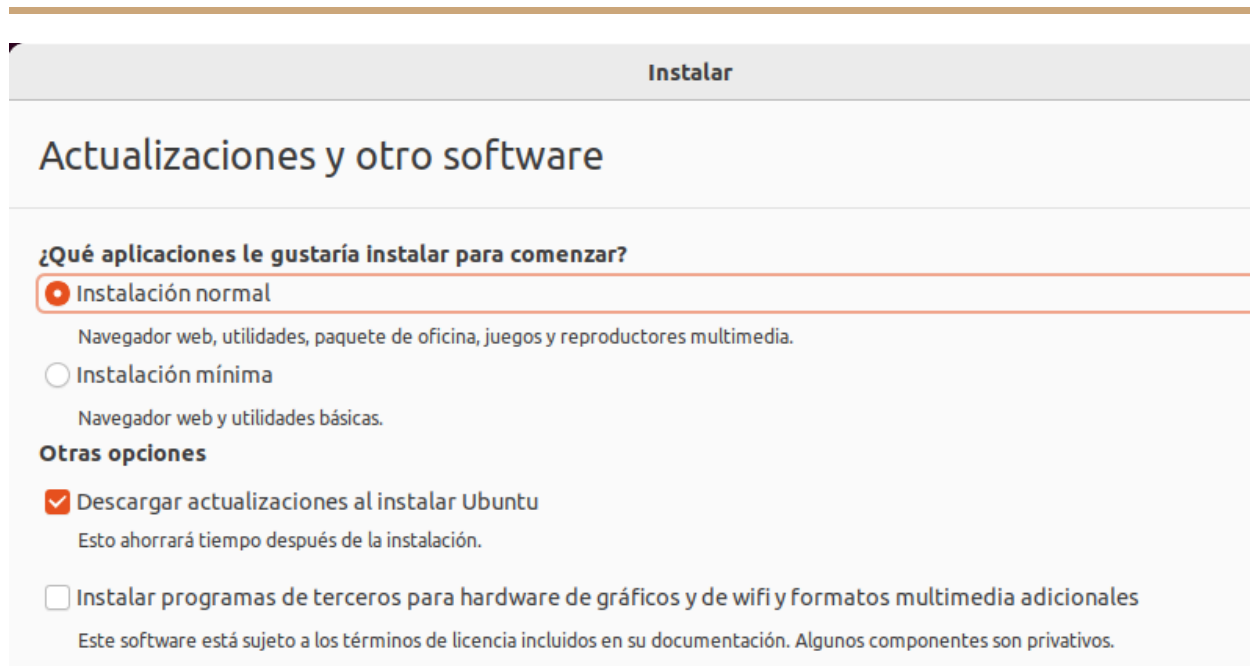 Instalar
Actualizaciones y otro software
¿Qué aplicaciones le gustaría instalar para comenzar?
Instalación normal
Navegador web, utilidades, paquete de oficina, juegos y reproductores multimedia.
Instalación mínima
Navegador web y utilidades básicas.
Otras opciones
Descargar actualizaciones al instalar Ubuntu
Esto ahorrará tiempo después de la instalación.
Instalar programas de terceros para hardware de gráficos y de wifi y formatos multimedia adicionales
Este software está sujeto a los términos de licencia incluidos en su documentación. Algunos componentes son privativos.